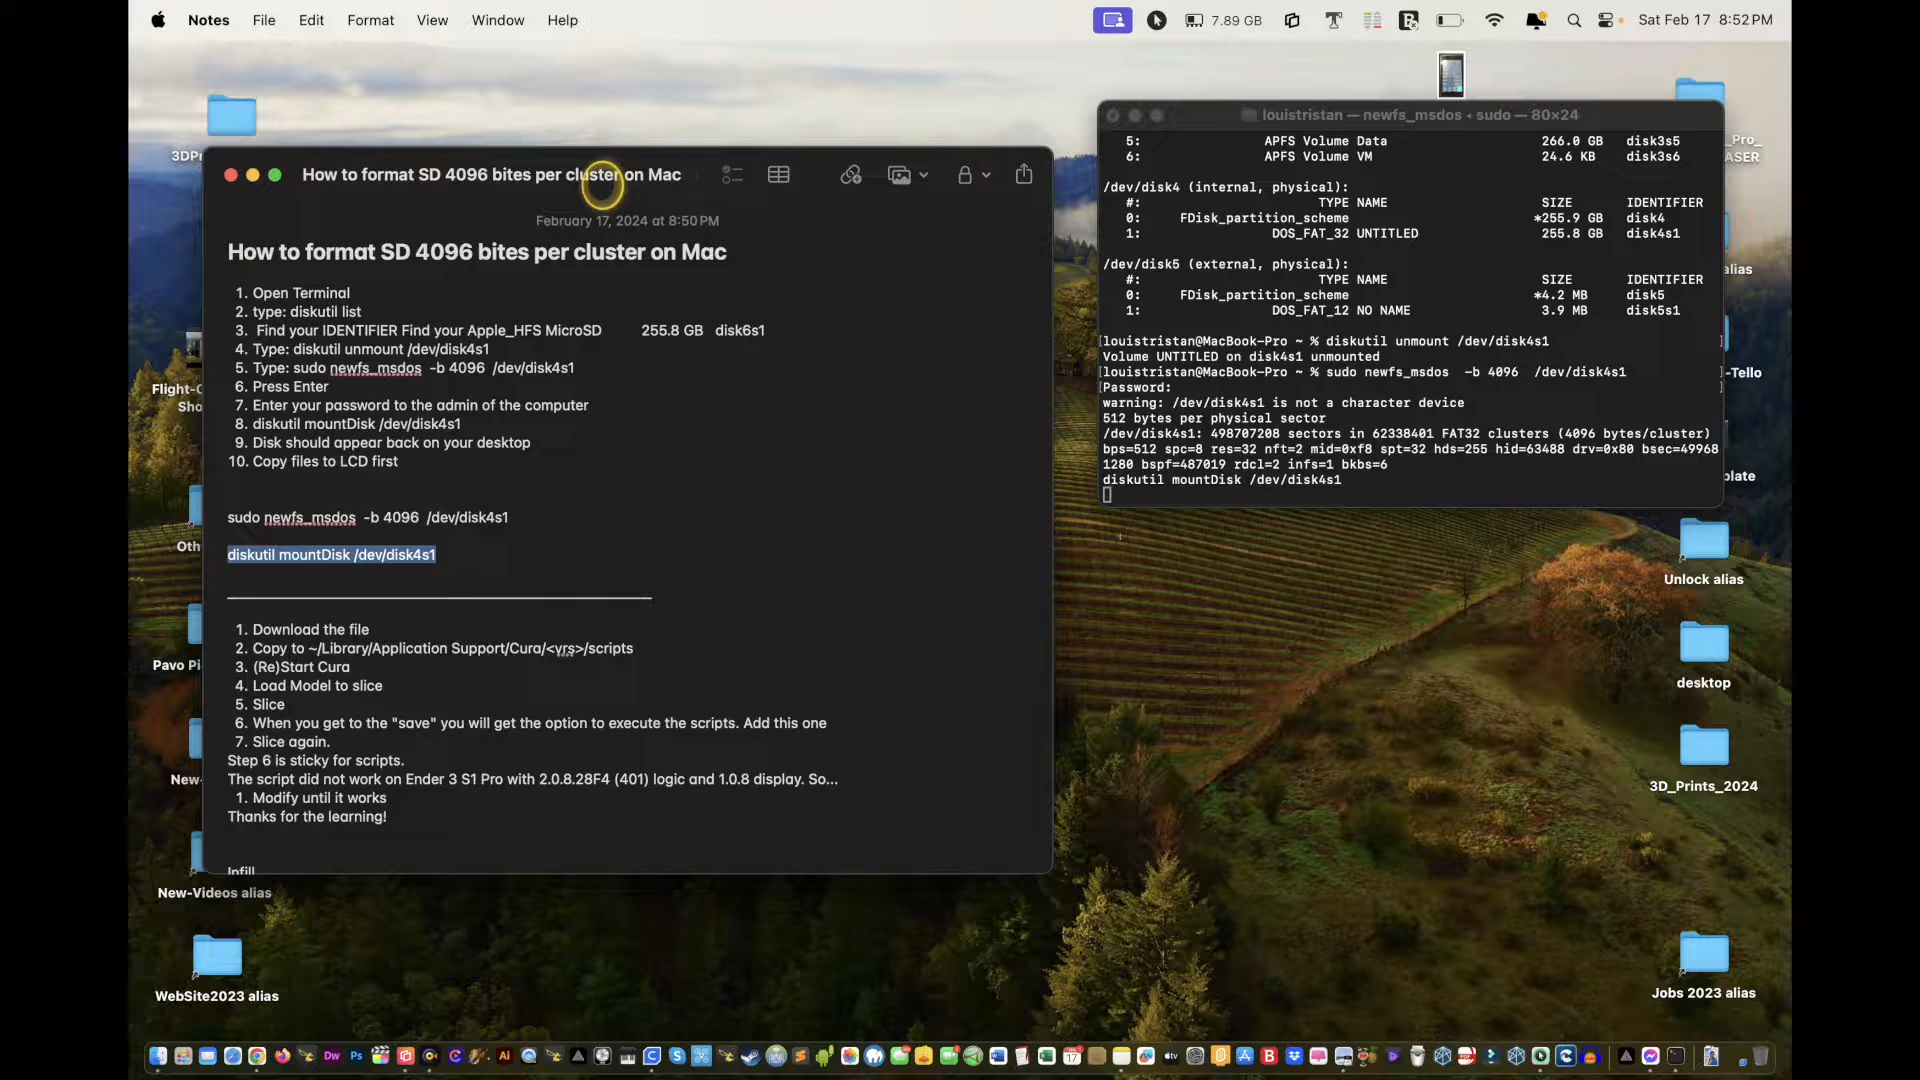 Notes File Edit Format View Window Help
7.89 GB
Sat Feb 17 8:52 PM
3DP
How to format SD 4096 bites per cluster on Mac
February 17, 2024 at 8:50 PM
How to format SD 4096 bites per cluster on Mac
1. Open Terminal
2. type: diskutil list
3. Find your IDENTIFIER Find your Apple_HFS MicroSD 255.8 GB disk6s1
4. Type: diskutil unmount /dev/disk4s1
5. Type: sudo newfs_msdos -b 4096 /dev/disk4s1
6. Press Enter
7. Enter your password to the admin of the computer
8. diskutil mountDisk /dev/disk4s1
9. Disk should appear back on your desktop
10. Copy files to LCD first
sudo newfs_msdos -b 4096 /dev/disk4s1
diskutil mountDisk /dev/disk4s1
1. Download the file
2. Copy to ~/Library/Application Support/Cura/<vrs>/scripts
3. (Re)Start Cura
4. Load Model to slice
5. Slice
6. When you get to the "save" you will get the option to execute the scripts. Add this one
7. Slice again.
Step 6 is sticky for scripts.
The script did not work on Ender 3 S1 Pro with 2.0.8.28F4 (401) logic and 1.0.8 display. So...
1. Modify until it works
Thanks for the learning!
Infill
louistristan — newfs_msdos ◂ sudo — 80×24
5: APFS Volume Data 266.0 GB disk3s5
6: APFS Volume VM 24.6 KB disk3s6
/dev/disk4 (internal, physical):
#: TYPE NAME SIZE IDENTIFIER
0: FDisk_partition_scheme *255.9 GB disk4
1: DOS_FAT_32 UNTITLED 255.8 GB disk4s1
/dev/disk5 (external, physical):
#: TYPE NAME SIZE IDENTIFIER
0: FDisk_partition_scheme *4.2 MB disk5
1: DOS_FAT_12 NO NAME 3.9 MB disk5s1
[louistristan@MacBook-Pro ~ % diskutil unmount /dev/disk4s1 ]
Volume UNTITLED on disk4s1 unmounted
[louistristan@MacBook-Pro ~ % sudo newfs_msdos -b 4096 /dev/disk4s1 ]
[Password: ]
warning: /dev/disk4s1 is not a character device
512 bytes per physical sector
/dev/disk4s1: 498707208 sectors in 62338401 FAT32 clusters (4096 bytes/cluster)
bps=512 spc=8 res=32 nft=2 mid=0xf8 spt=32 hds=255 hid=63488 drv=0x80 bsec=49968
1280 bspf=487019 rdcl=2 infs=1 bkbs=6
diskutil mountDisk /dev/disk4s1
Flight-C
Sho
Oth
Pavo Pi
New-
New-Videos alias
WebSite2023 alias
_Pro_
ASER
alias
-Tello
plate
Unlock alias
desktop
3D_Prints_2024
Jobs 2023 alias
Dw
Ps
Ai
17
tv